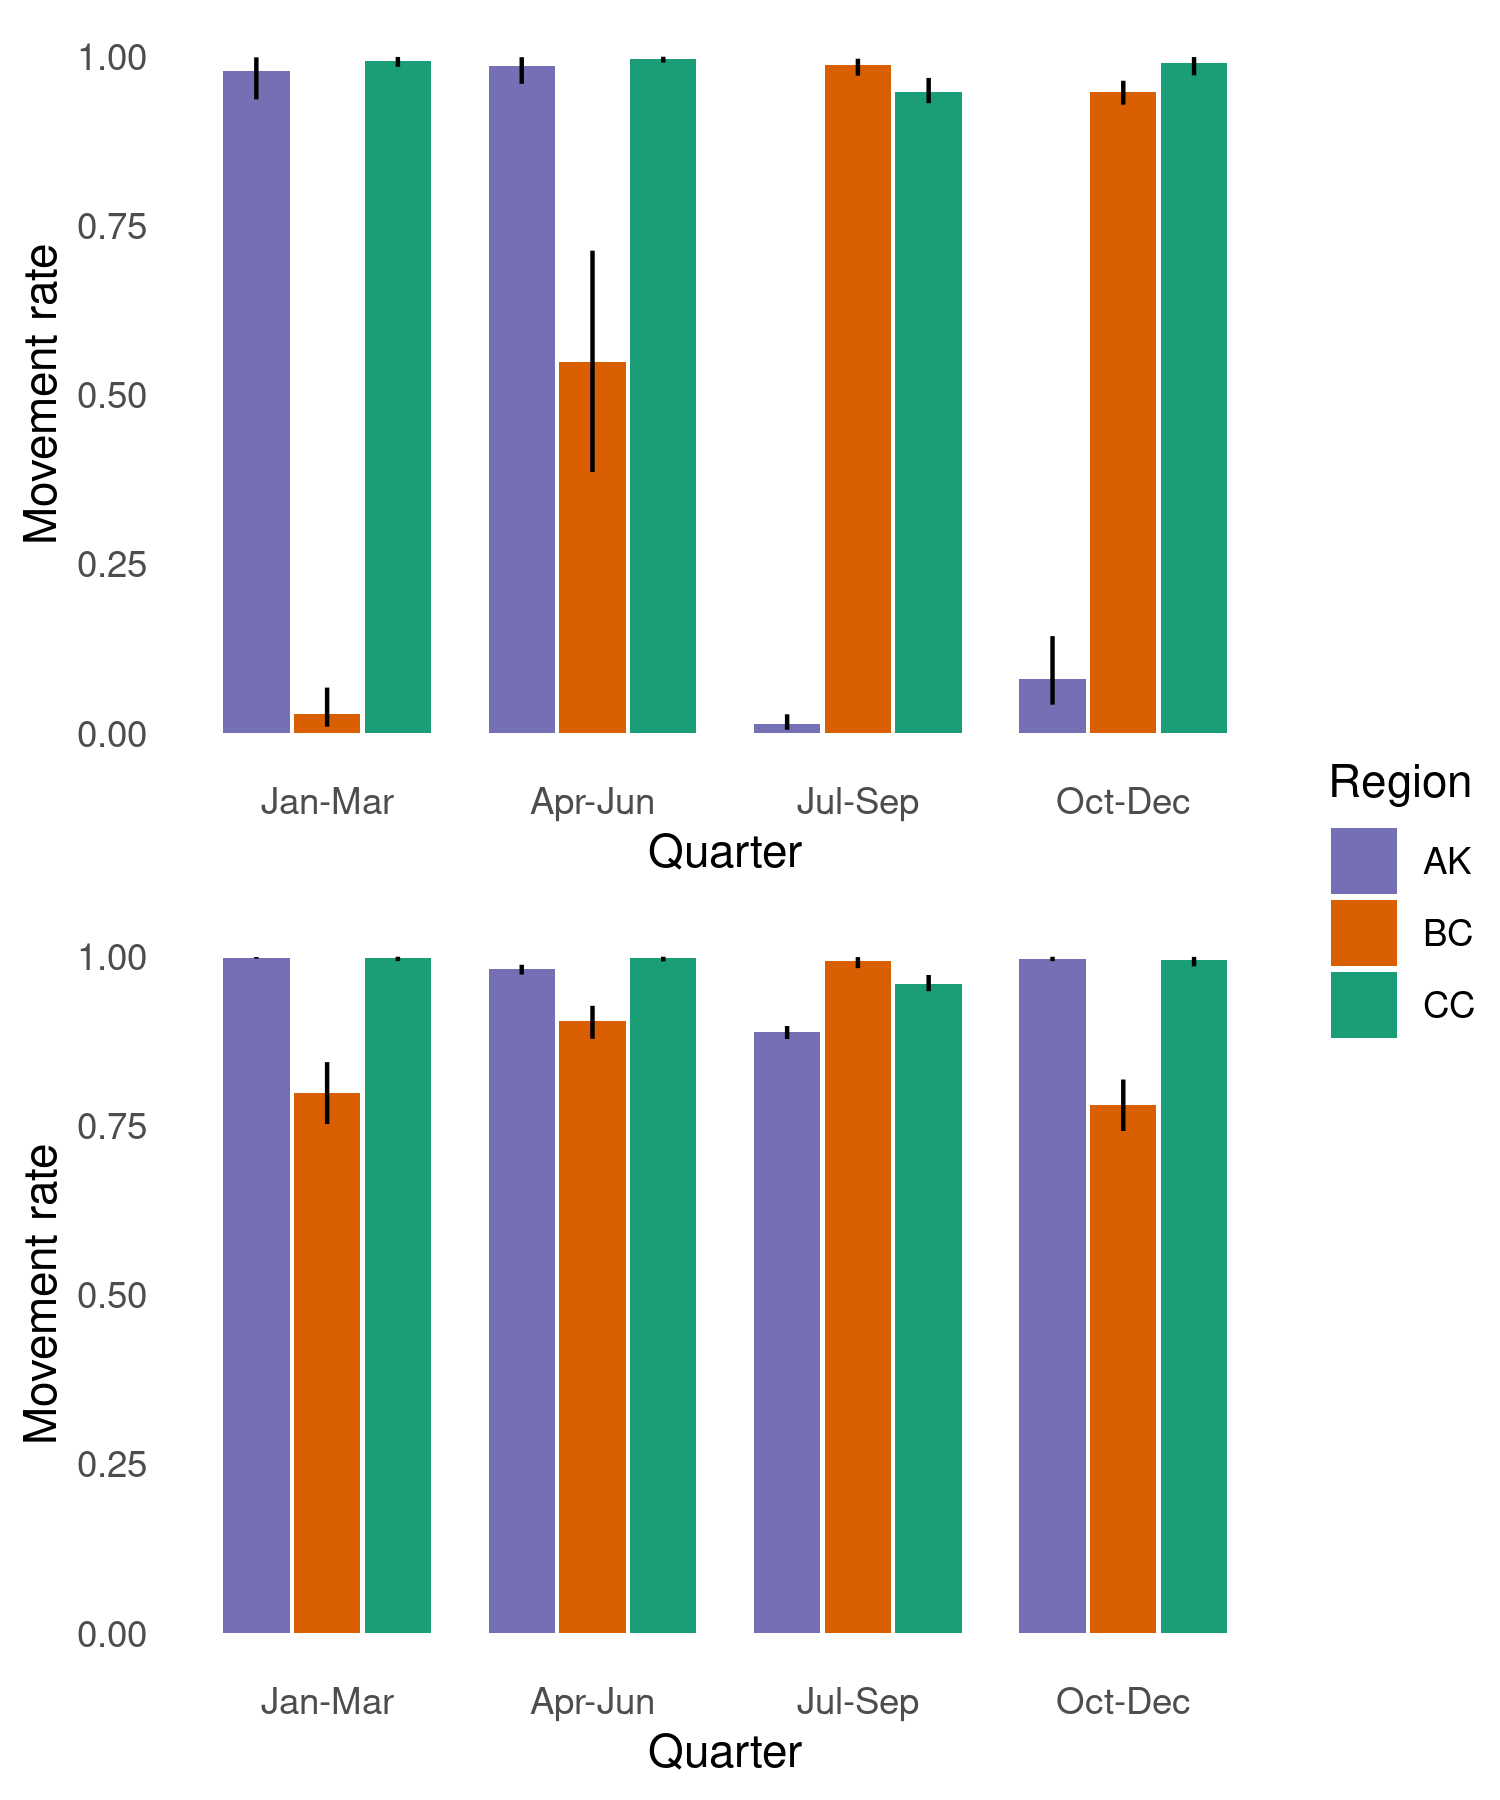 1.00
0.75
0.50
0.25
0.00
Movement rate
Jan-Mar Apr-Jun Jul-Sep Oct-Dec
Quarter
Region
AK
BC
CC
1.00
0.75
0.50
0.25
0.00
Movement rate
Jan-Mar Apr-Jun Jul-Sep Oct-Dec
Quarter